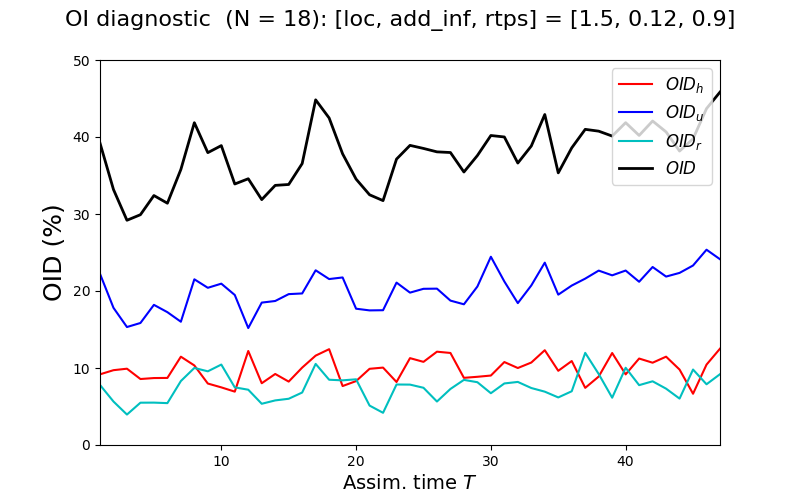 OI diagnostic (N = 18): [loc, add_inf, rtps] = [1.5, 0.12, 0.9]
50
40
30
20
10
0
OID (%)
OID_h
OID_u
OID_r
OID
10 20 30 40
Assim. time T